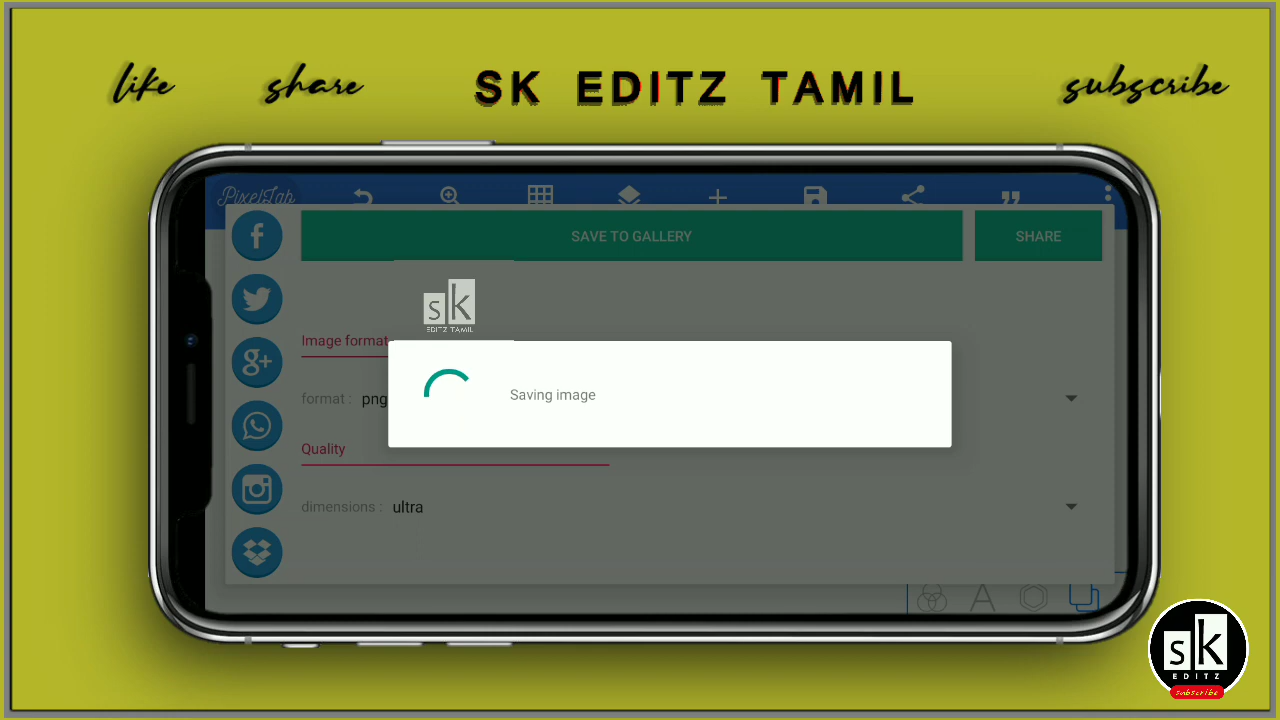 like share SK EDITZ TAMIL subscribe
PixelLab
SAVE TO GALLERY SHARE
sk
EDITZ TAMIL
Image format
Saving image
format : png
Quality
dimensions : ultra
sk
EDITZ
subscribe